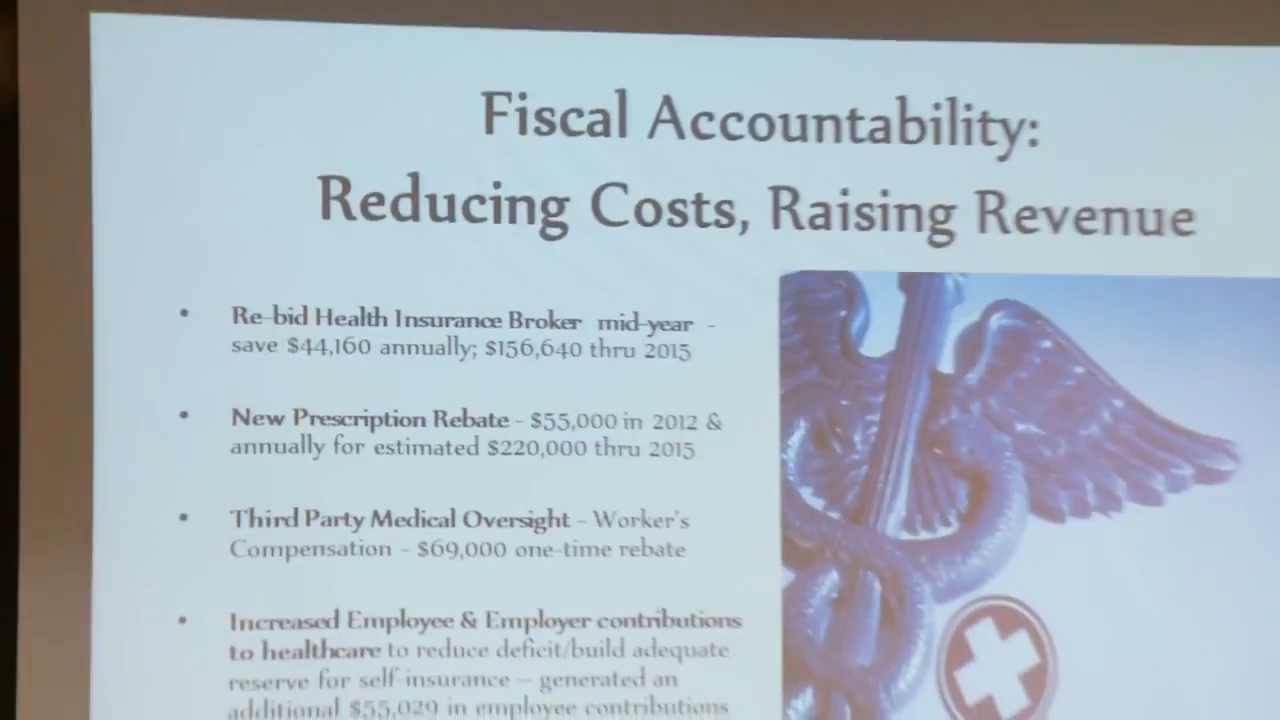 Fiscal Accountability:
Reducing Costs, Raising Revenue
• Re-bid Health Insurance Broker mid-year -
save $44,160 annually; $156,640 thru 2015
• New Prescription Rebate - $55,000 in 2012 &
annually for estimated $220,000 thru 2015
• Third Party Medical Oversight - Worker's
Compensation - $69,000 one-time rebate
• Increased Employee & Employer contributions
to healthcare to reduce deficit/build adequate
reserve for self-insurance – generated an
additional $55,029 in employee contributions